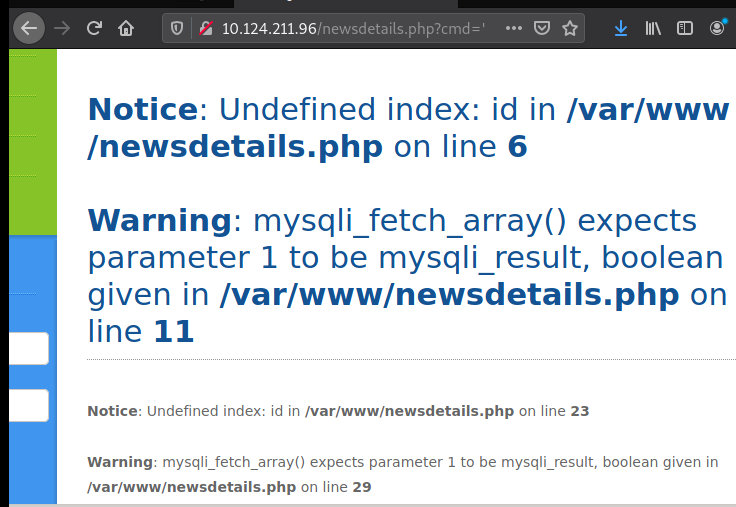 10.124.211.96/newsdetails.php?cmd='
Notice: Undefined index: id in /var/www
/newsdetails.php on line 6
Warning: mysqli_fetch_array() expects
parameter 1 to be mysqli_result, boolean
given in /var/www/newsdetails.php on
line 11
Notice: Undefined index: id in /var/www/newsdetails.php on line 23
Warning: mysqli_fetch_array() expects parameter 1 to be mysqli_result, boolean given in
/var/www/newsdetails.php on line 29